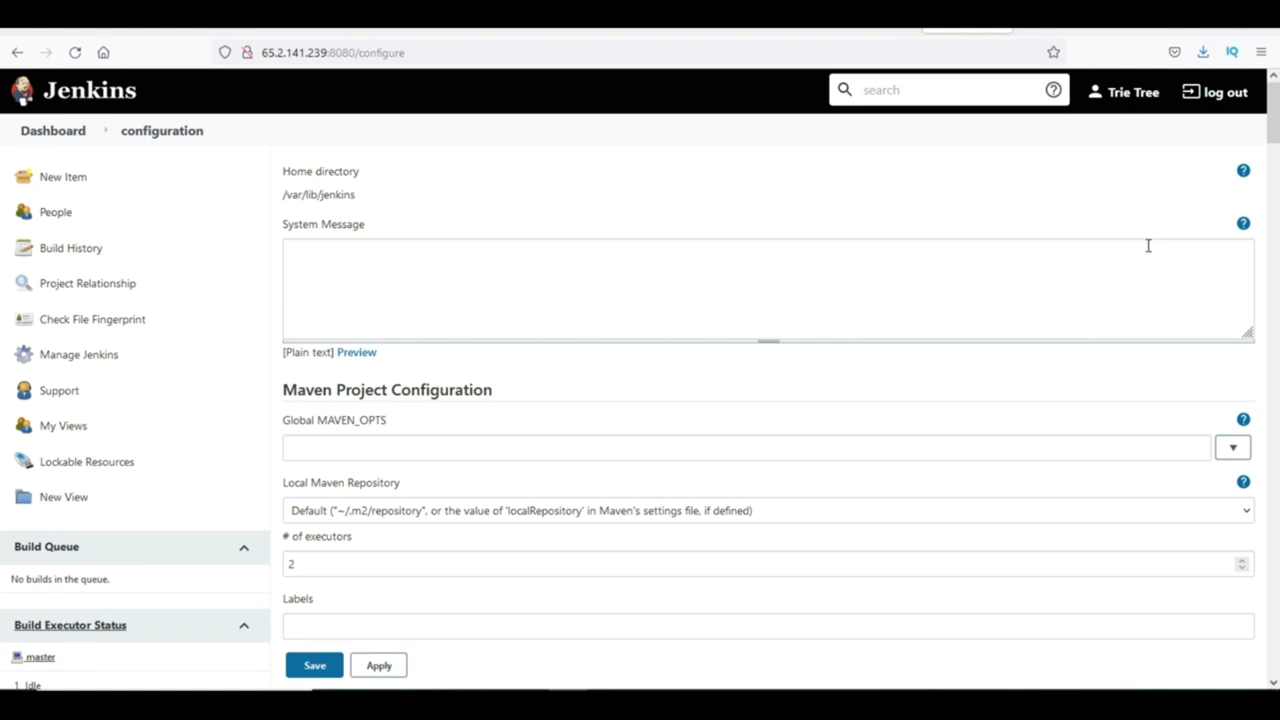 65.2.141.239:8080/configure
IQ
Jenkins
search
Trie Tree
log out
Dashboard
configuration
New Item
People
Build History
Project Relationship
Check File Fingerprint
Manage Jenkins
Support
My Views
Lockable Resources
New View
Build Queue
No builds in the queue.
Build Executor Status
master
1 Idle
Home directory
/var/lib/jenkins
System Message
[Plain text] Preview
Maven Project Configuration
Global MAVEN_OPTS
Local Maven Repository
Default ("~/.m2/repository", or the value of 'localRepository' in Maven's settings file, if defined)
# of executors
2
Labels
Save
Apply